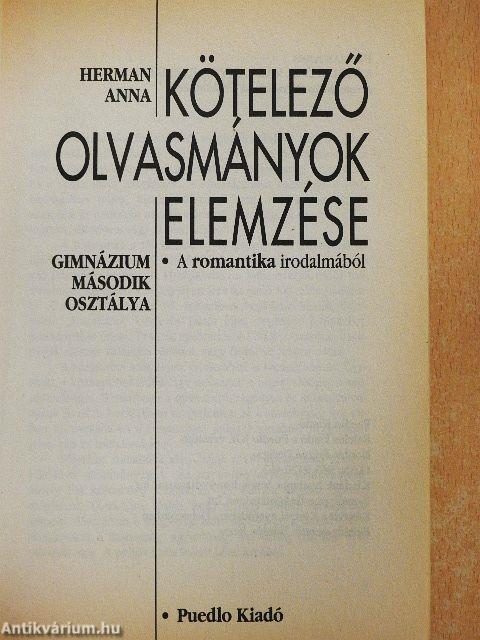 HERMAN
ANNA
KÖTELEZŐ
OLVASMÁNYOK
ELEMZÉSE
GIMNÁZIUM
MÁSODIK
OSZTÁLYA
• A romantika irodalmából
• Puedlo Kiadó
Antikvárium.hu